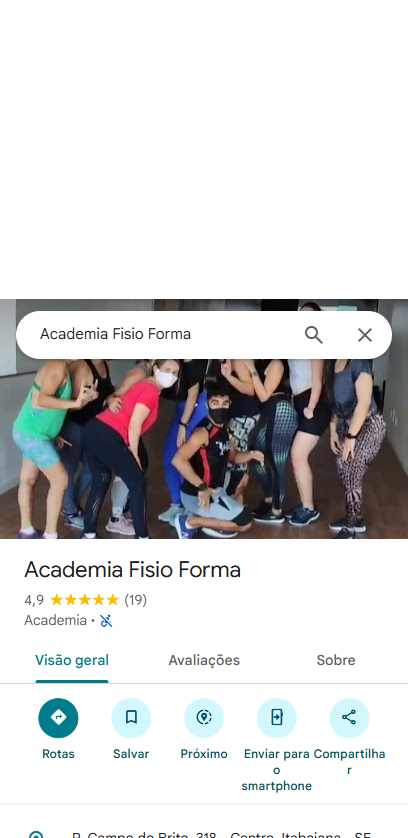 Academia Fisio Forma
Academia Fisio Forma
4,9 ★★★★★ (19)
Academia ·
Visão geral
Avaliações
Sobre
Rotas
Salvar
Próximo
Enviar para o smartphone
Compartilhar
R. Campo do Brito, 318 - Centro, Itabaiana - SE,